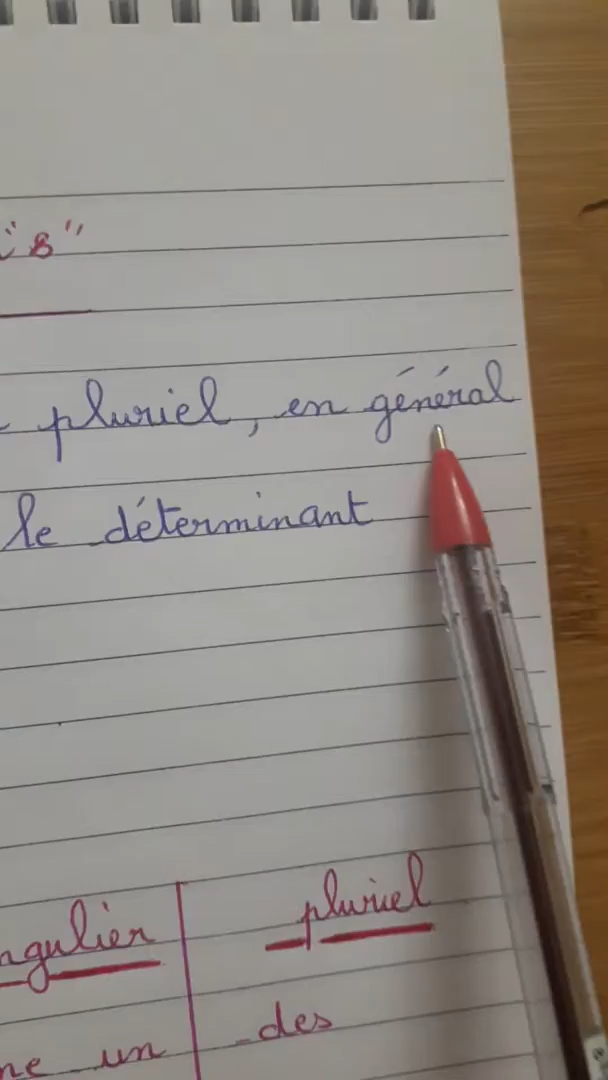 "s"
pluriel, en général
le déterminant
pluriel
un des